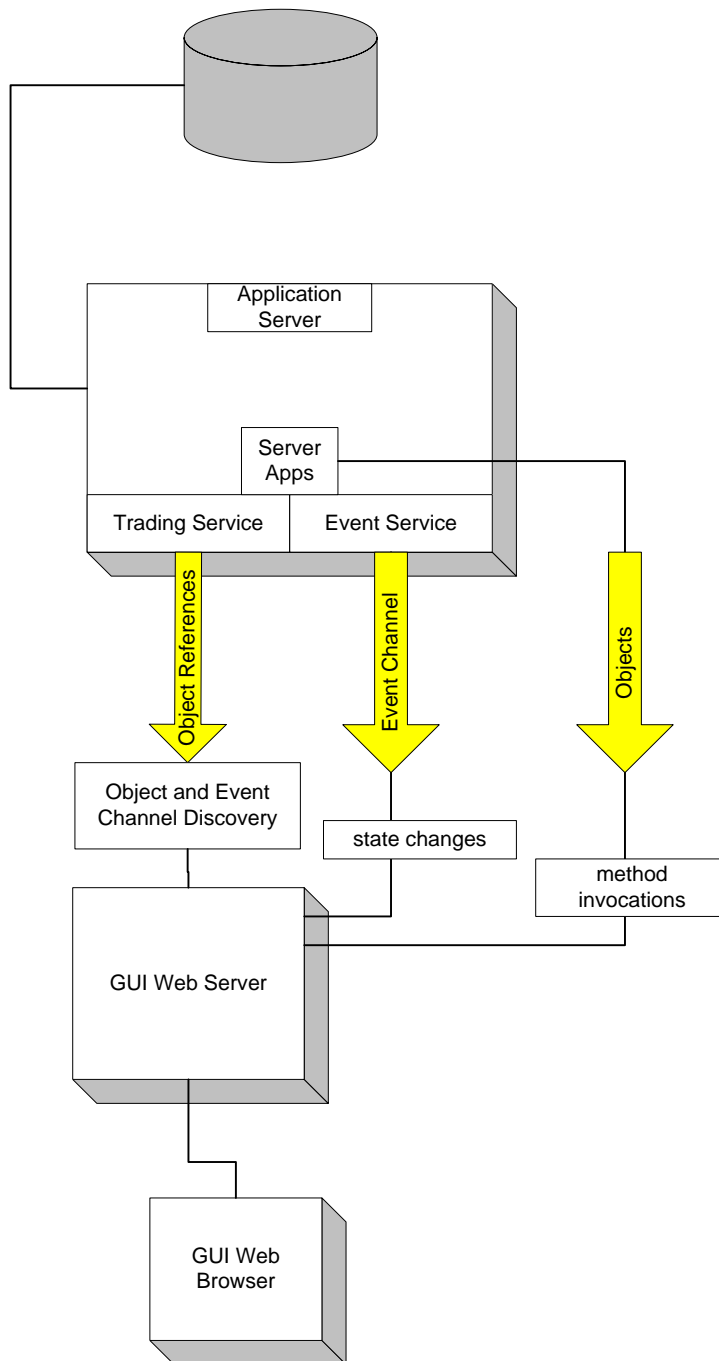 Application
Server
Server
Apps
Trading Service
Event Service
Object References
Event Channel
Objects
Object and Event
Channel Discovery
state changes
method
invocations
GUI Web Server
GUI Web
Browser